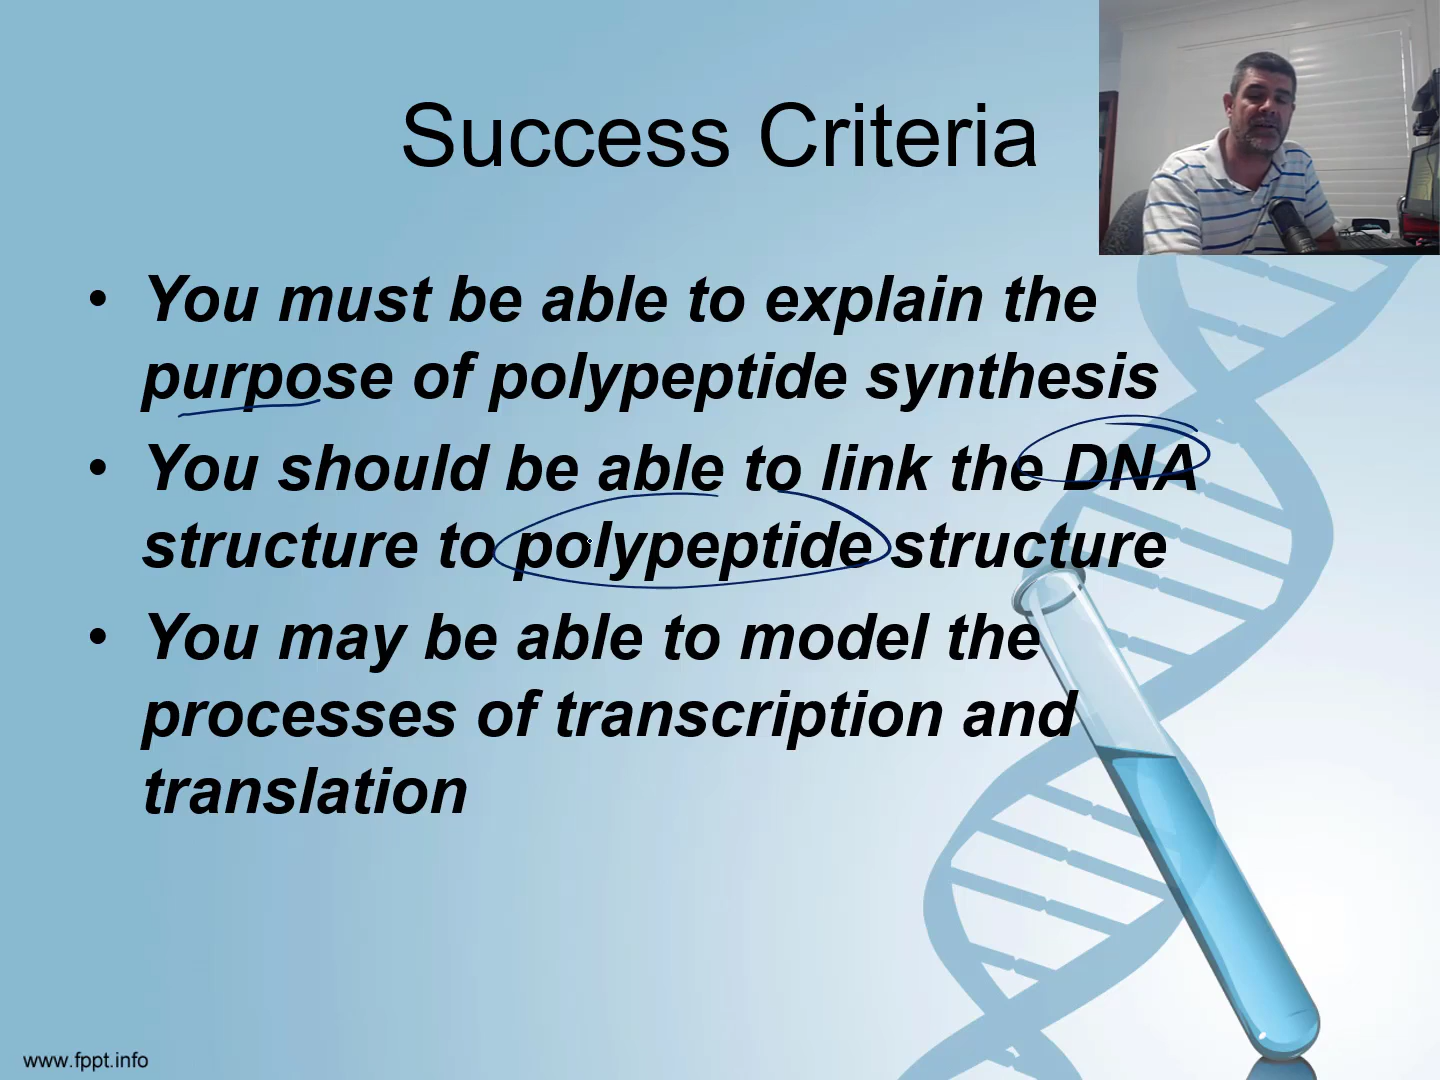 Success Criteria
• You must be able to explain the
purpose of polypeptide synthesis
• You should be able to link the DNA
structure to polypeptide structure
• You may be able to model the
processes of transcription and
translation
www.fppt.info